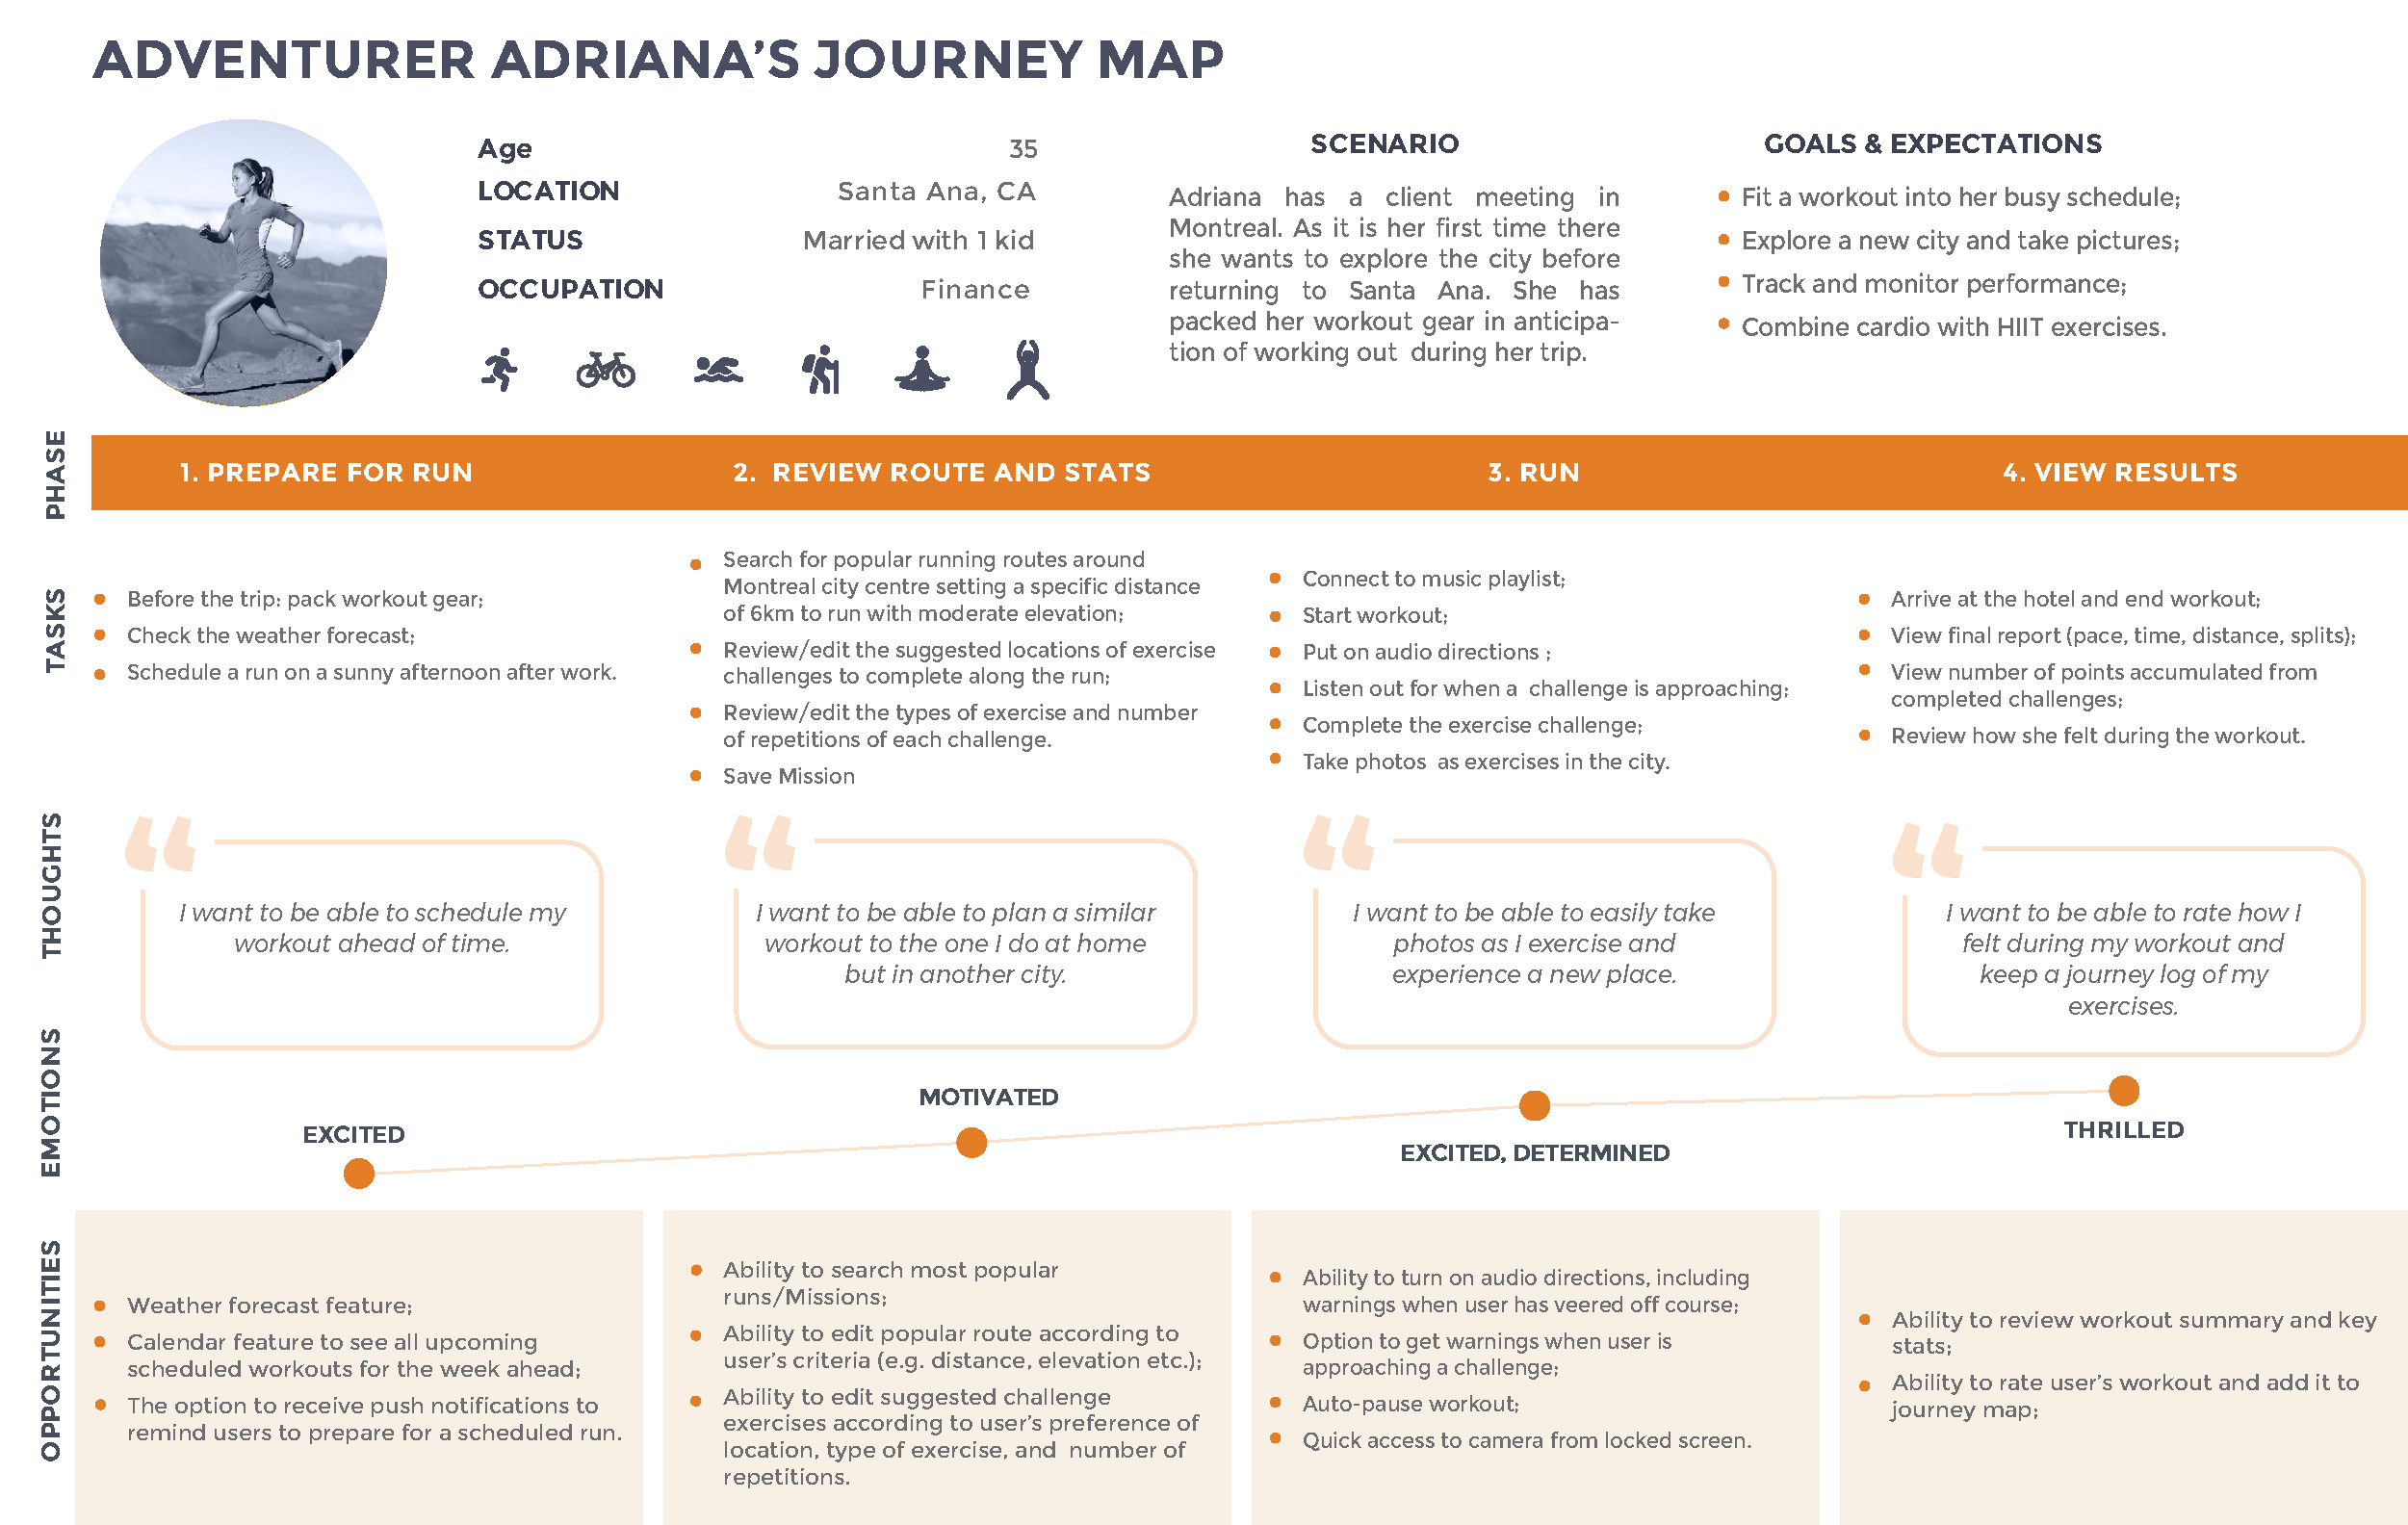 ADVENTURER ADRIANA'S JOURNEY MAP
Age 35
LOCATION Santa Ana, CA
STATUS Married with 1 kid
OCCUPATION Finance
SCENARIO
Adriana has a client meeting in
Montreal. As it is her first time there
she wants to explore the city before
returning to Santa Ana. She has
packed her workout gear in anticipa-
tion of working out during her trip.
GOALS & EXPECTATIONS
Fit a workout into her busy schedule;
Explore a new city and take pictures;
Track and monitor performance;
Combine cardio with HIIT exercises.
PHASE
1. PREPARE FOR RUN
2. REVIEW ROUTE AND STATS
3. RUN
4. VIEW RESULTS
TASKS
Before the trip: pack workout gear;
Check the weather forecast;
Schedule a run on a sunny afternoon after work.
Search for popular running routes around
Montreal city centre setting a specific distance
of 6km to run with moderate elevation;
Review/edit the suggested locations of exercise
challenges to complete along the run;
Review/edit the types of exercise and number
of repetitions of each challenge.
Save Mission
Connect to music playlist;
Start workout;
Put on audio directions ;
Listen out for when a challenge is approaching;
Complete the exercise challenge;
Take photos as exercises in the city.
Arrive at the hotel and end workout;
View final report (pace, time, distance, splits);
View number of points accumulated from
completed challenges;
Review how she felt during the workout.
THOUGHTS
I want to be able to schedule my
workout ahead of time.
I want to be able to plan a similar
workout to the one I do at home
but in another city.
I want to be able to easily take
photos as I exercise and
experience a new place.
I want to be able to rate how I
felt during my workout and
keep a journey log of my
exercises.
EMOTIONS
EXCITED
MOTIVATED
EXCITED, DETERMINED
THRILLED
OPPORTUNITIES
Weather forecast feature;
Calendar feature to see all upcoming
scheduled workouts for the week ahead;
The option to receive push notifications to
remind users to prepare for a scheduled run.
Ability to search most popular
runs/Missions;
Ability to edit popular route according to
user's criteria (e.g. distance, elevation etc.);
Ability to edit suggested challenge
exercises according to user's preference of
location, type of exercise, and number of
repetitions.
Ability to turn on audio directions, including
warnings when user has veered off course;
Option to get warnings when user is
approaching a challenge;
Auto-pause workout;
Quick access to camera from locked screen.
Ability to review workout summary and key
stats;
Ability to rate user's workout and add it to
journey map;